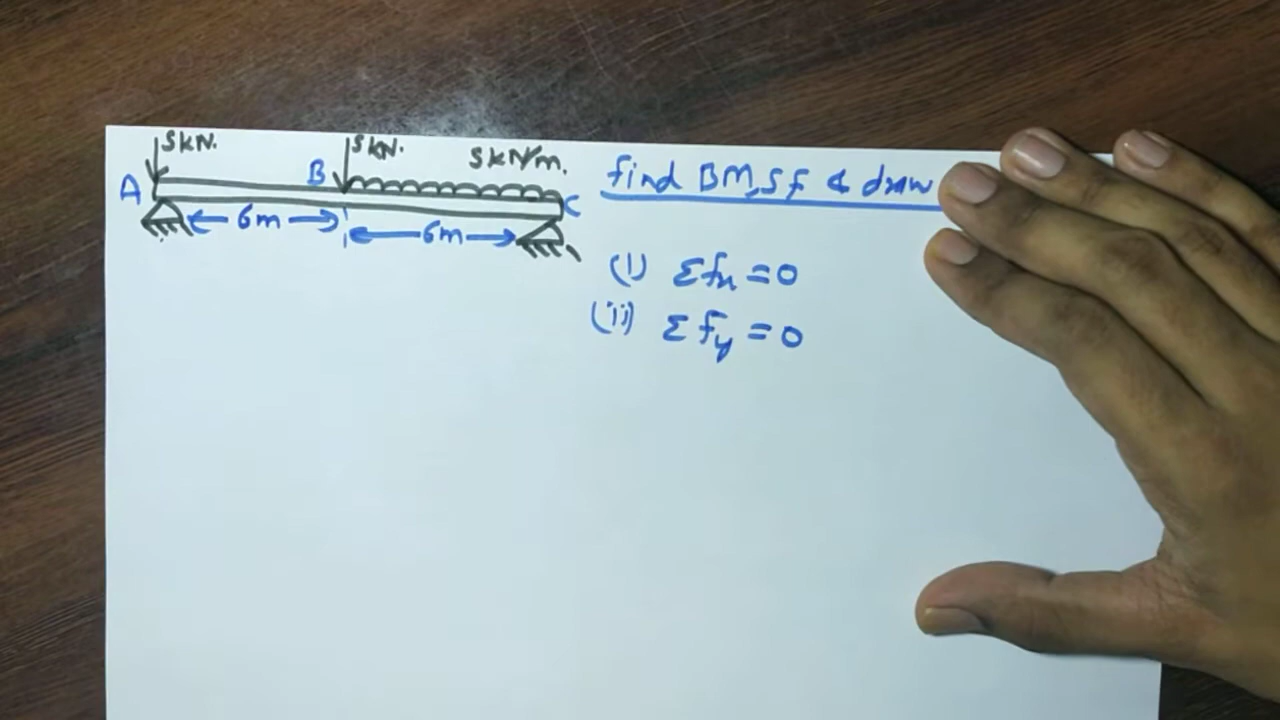 5kN. 5kN. 5kN/m.
A B C
6m 6m
find BM, SF & draw
(i) Σfx = 0
(ii) Σfy = 0